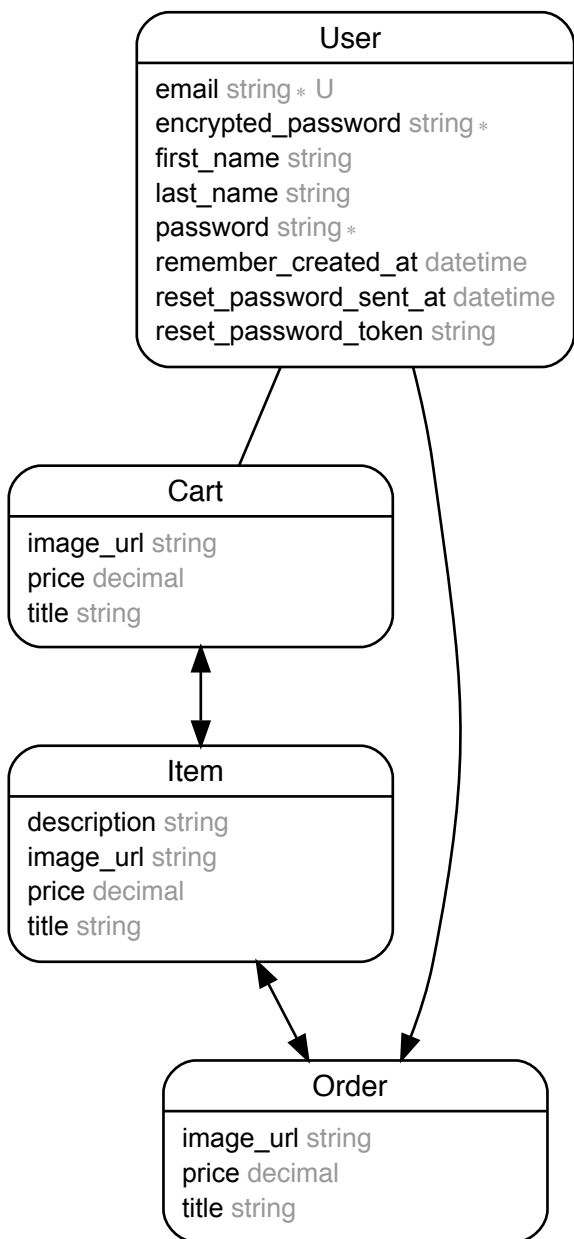 User
email string * U
encrypted_password string *
first_name string
last_name string
password string *
remember_created_at datetime
reset_password_sent_at datetime
reset_password_token string
Cart
image_url string
price decimal
title string
Item
description string
image_url string
price decimal
title string
Order
image_url string
price decimal
title string